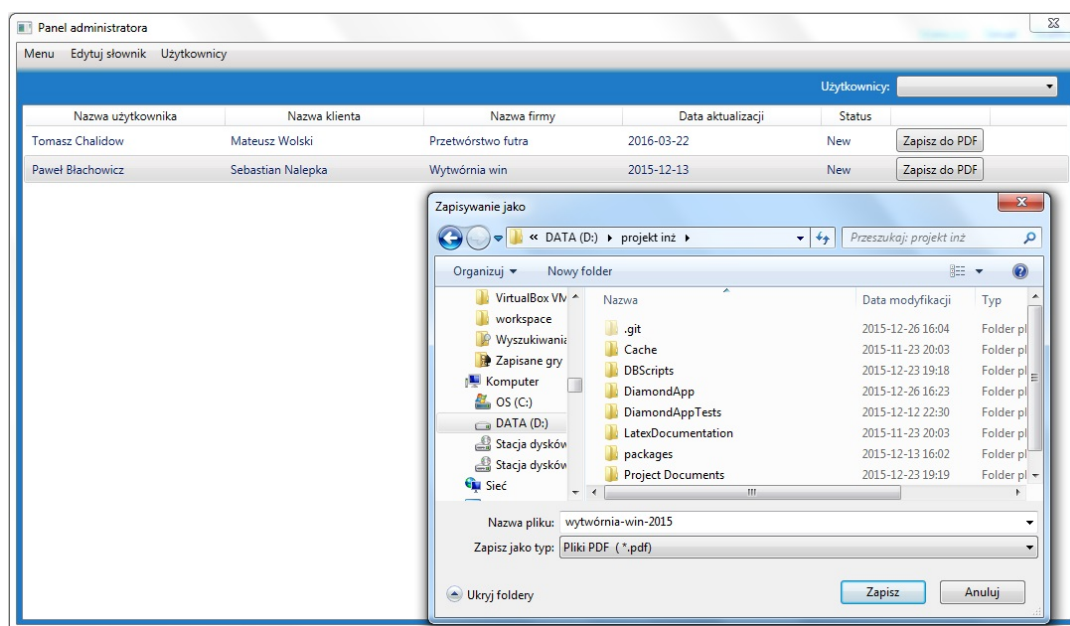 Panel administratora
Menu Edytuj słownik Użytkownicy
Użytkownicy:
Nazwa użytkownika Nazwa klienta Nazwa firmy Data aktualizacji Status
Tomasz Chalidow Mateusz Wolski Przetwórstwo futra 2016-03-22 New Zapisz do PDF
Paweł Błachowicz Sebastian Nalepka Wytwórnia win 2015-12-13 New Zapisz do PDF
Zapisywanie jako
« DATA (D:) projekt inż Przeszukaj: projekt inż
Organizuj Nowy folder
VirtualBox VM Nazwa Data modyfikacji Typ
workspace .git 2015-12-26 16:04 Folder pl
Wyszukiwania Cache 2015-11-23 20:03 Folder pl
Zapisane gry DBScripts 2015-12-23 19:18 Folder pl
Komputer DiamondApp 2015-12-26 16:23 Folder pl
OS (C:) DiamondAppTests 2015-12-12 22:30 Folder pl
DATA (D:) LatexDocumentation 2015-11-23 20:03 Folder pl
Stacja dysków packages 2015-12-13 16:02 Folder pl
Stacja dysków Project Documents 2015-12-23 19:19 Folder pl
Sieć
Nazwa pliku: wytwórnia-win-2015
Zapisz jako typ: Pliki PDF (*.pdf)
Ukryj foldery Zapisz Anuluj